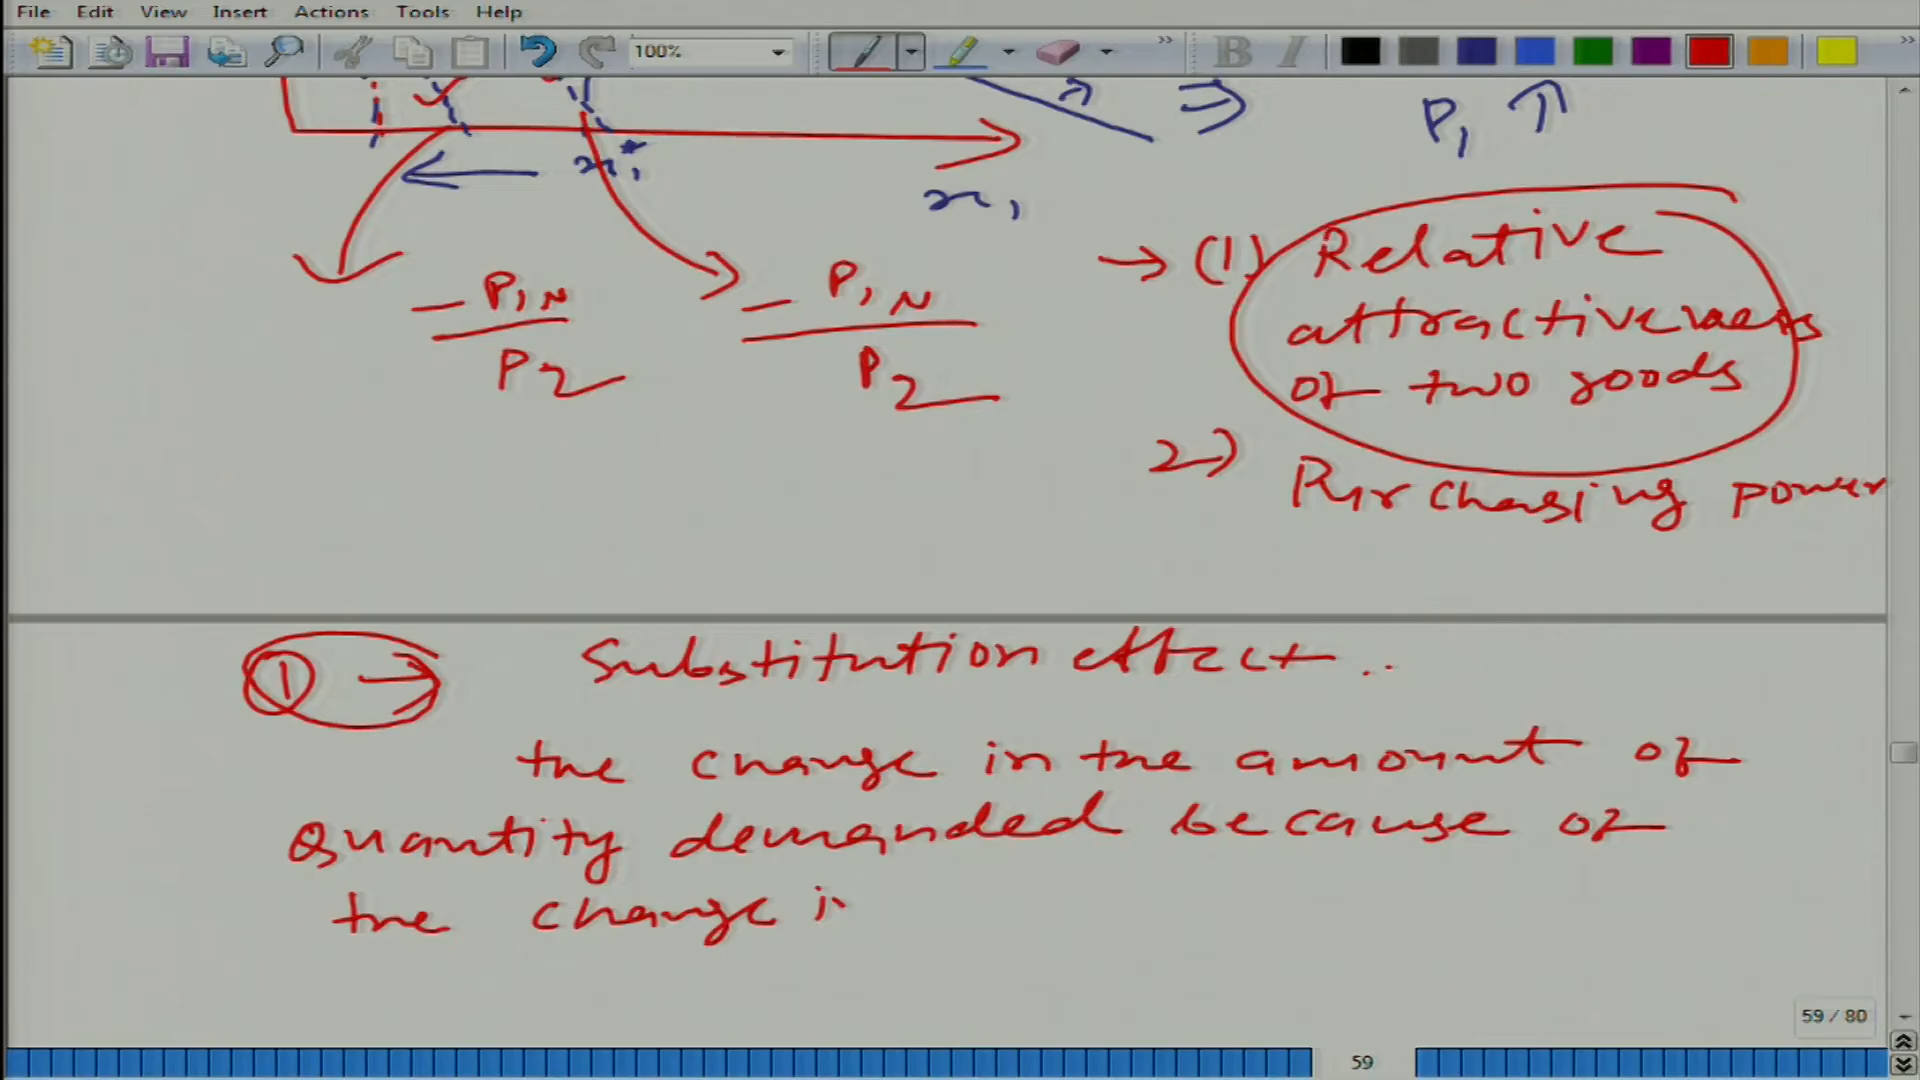 File Edit View Insert Actions Tools Help
100%
P1 ↑
x1*
x1
-P1N
P2
-P1N
P2
→ (1) Relative
attractiveness
of two goods
2) Purchasing power
1 → Substitution effect..
the change in the amount of
Quantity demanded because of
the change i
59 / 80
59